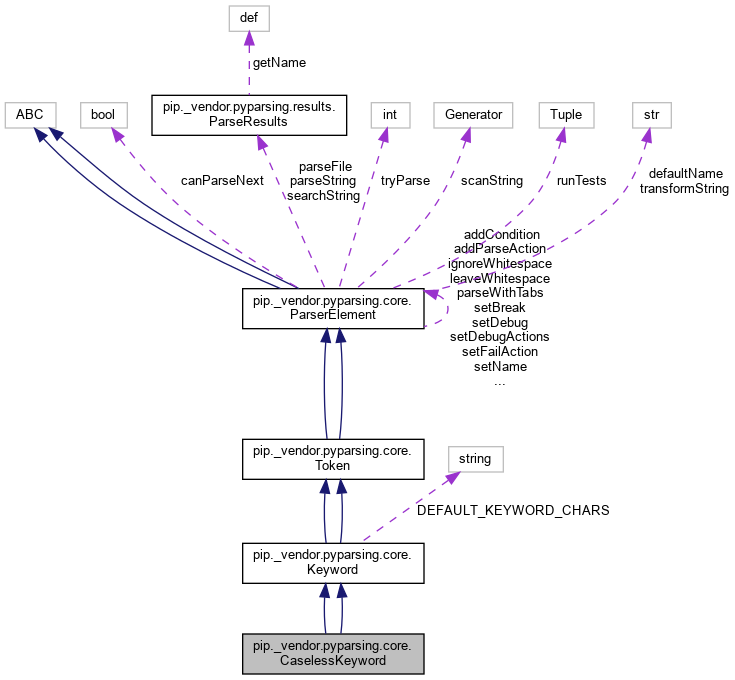 def
getName
pip._vendor.pyparsing.results.
ParseResults
ABC
bool
int
Generator
Tuple
str
canParseNext
parseFile
parseString
searchString
tryParse
scanString
runTests
defaultName
transformString
addCondition
addParseAction
ignoreWhitespace
leaveWhitespace
parseWithTabs
setBreak
setDebug
setDebugActions
setFailAction
setName
...
pip._vendor.pyparsing.core.
ParserElement
pip._vendor.pyparsing.core.
Token
string
DEFAULT_KEYWORD_CHARS
pip._vendor.pyparsing.core.
Keyword
pip._vendor.pyparsing.core.
CaselessKeyword